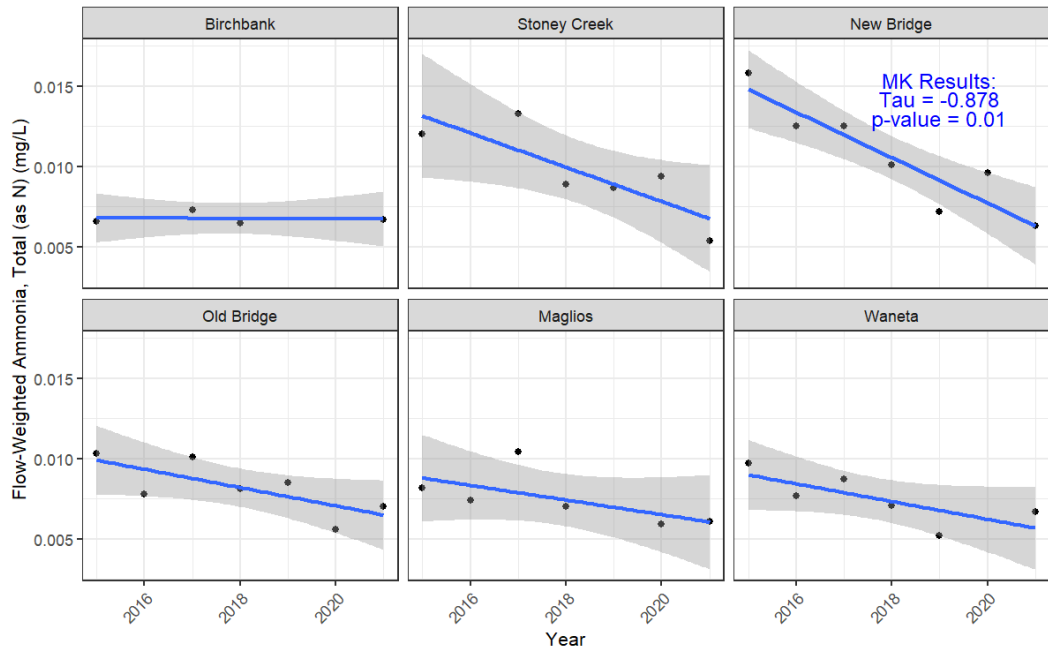 Birchbank
Stoney Creek
New Bridge
0.015
0.010
0.005
MK Results:
Tau = -0.878
p-value = 0.01
Flow-Weighted Ammonia, Total (as N) (mg/L)
Old Bridge
Maglios
Waneta
0.015
0.010
0.005
2016
2018
2020
2016
2018
2020
2016
2018
2020
Year